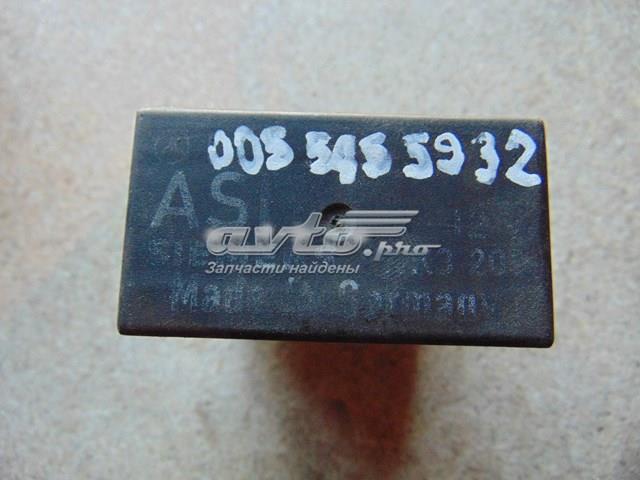 005 545 5932
AS
avto.pro
Запчасти найдены
Made in Germany